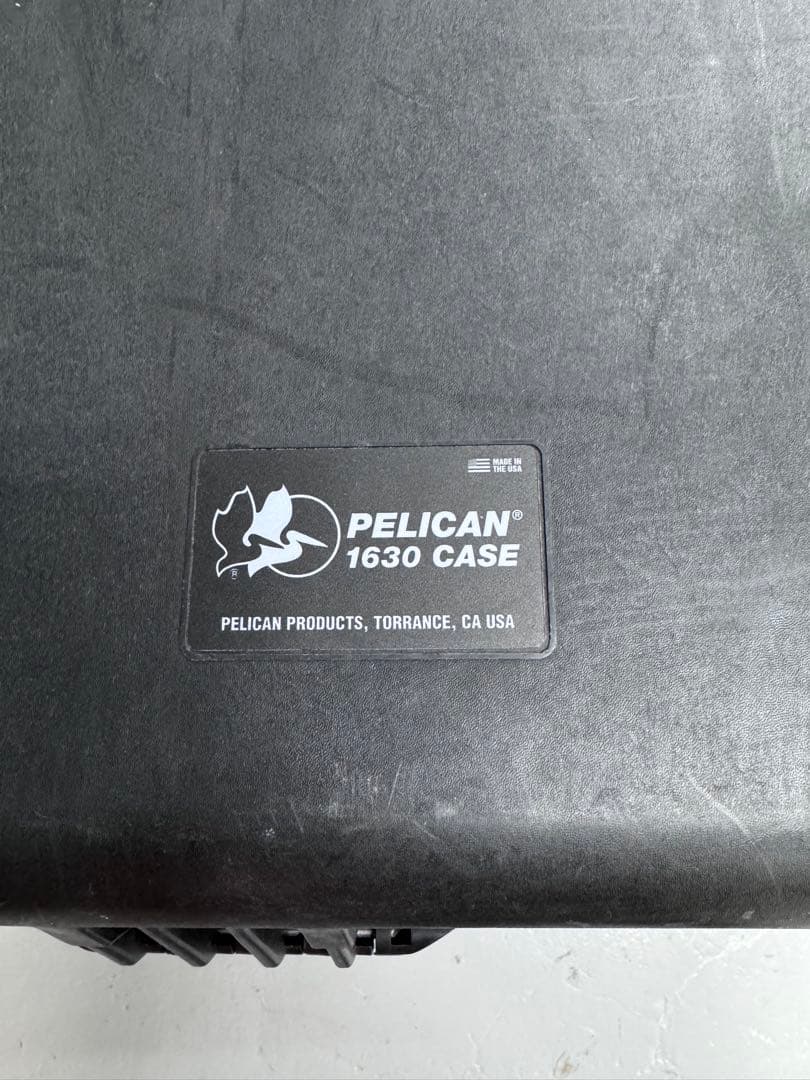 MADE IN
THE USA
PELICAN®
1630 CASE
®
PELICAN PRODUCTS, TORRANCE, CA USA